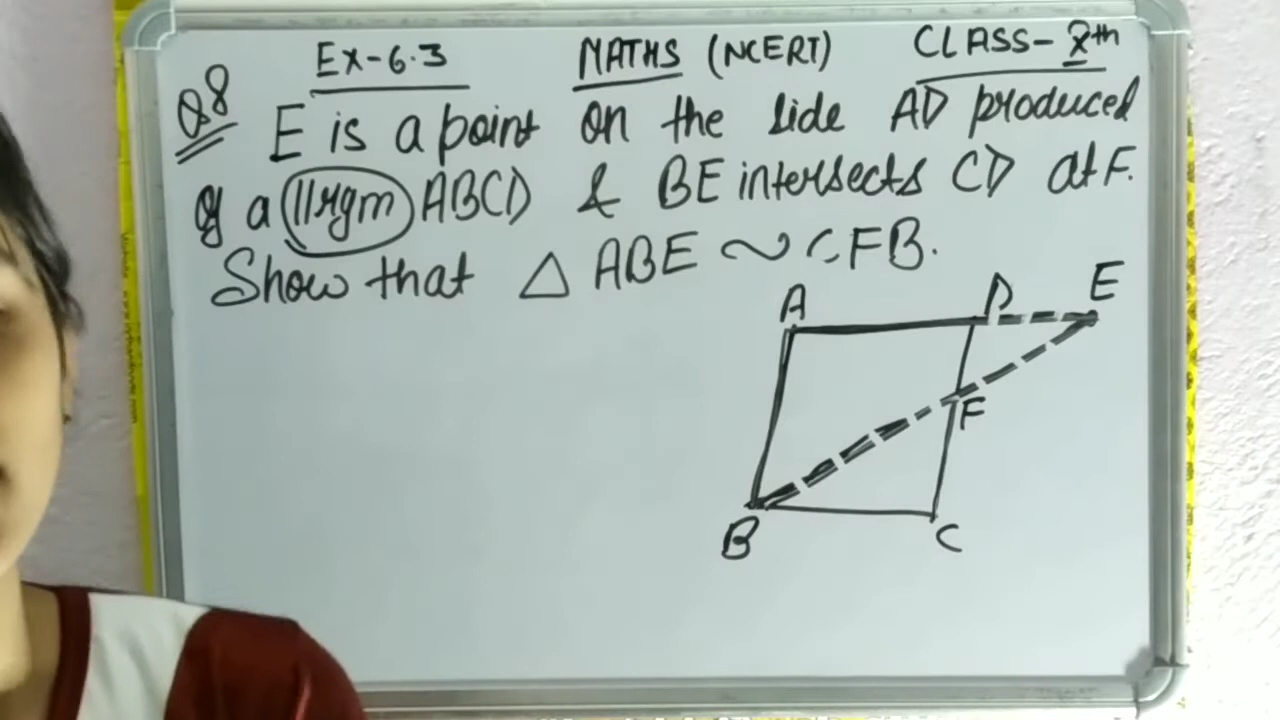 Ex-6.3 MATHS (NCERT) CLASS-Xth
Q8 E is a point on the side AD produced
of a ||rgm ABCD & BE intersects CD at F.
Show that △ ABE ~ CFB.
A D E
F
B C